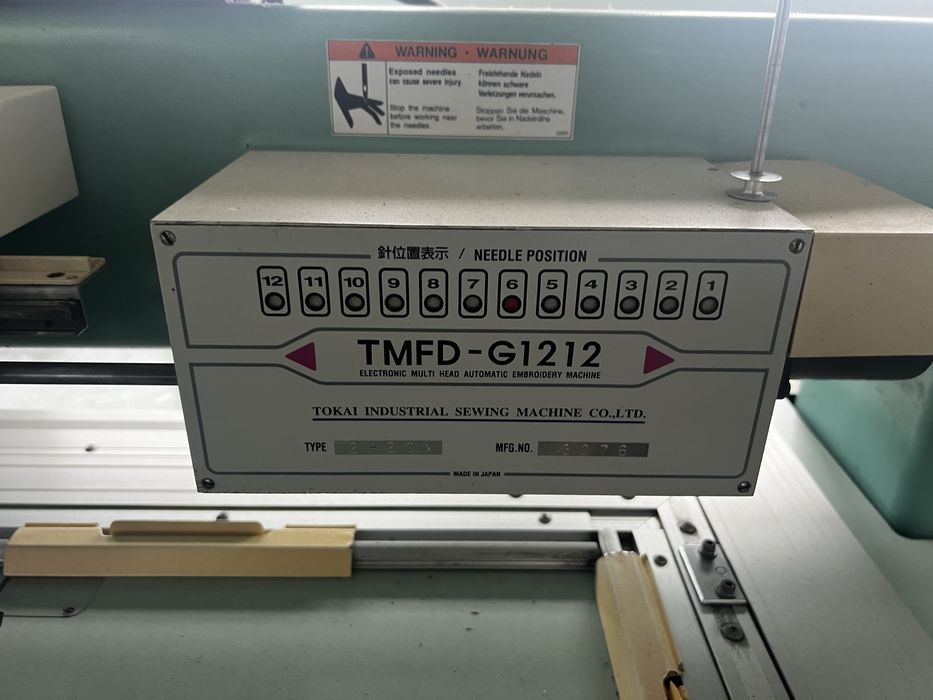 WARNING · WARNUNG
Exposed needles can cause severe injury.
Stop the machine before working near the needles.
Freistehende Nadeln können schwere Verletzungen verursachen.
Stoppen Sie die Maschine, bevor Sie in Nadelnähe arbeiten.
針位置表示 / NEEDLE POSITION
12 11 10 9 8 7 6 5 4 3 2 1
TMFD-G1212
ELECTRONIC MULTI HEAD AUTOMATIC EMBROIDERY MACHINE
TOKAI INDUSTRIAL SEWING MACHINE CO.,LTD.
TYPE
MFG.NO.
MADE IN JAPAN